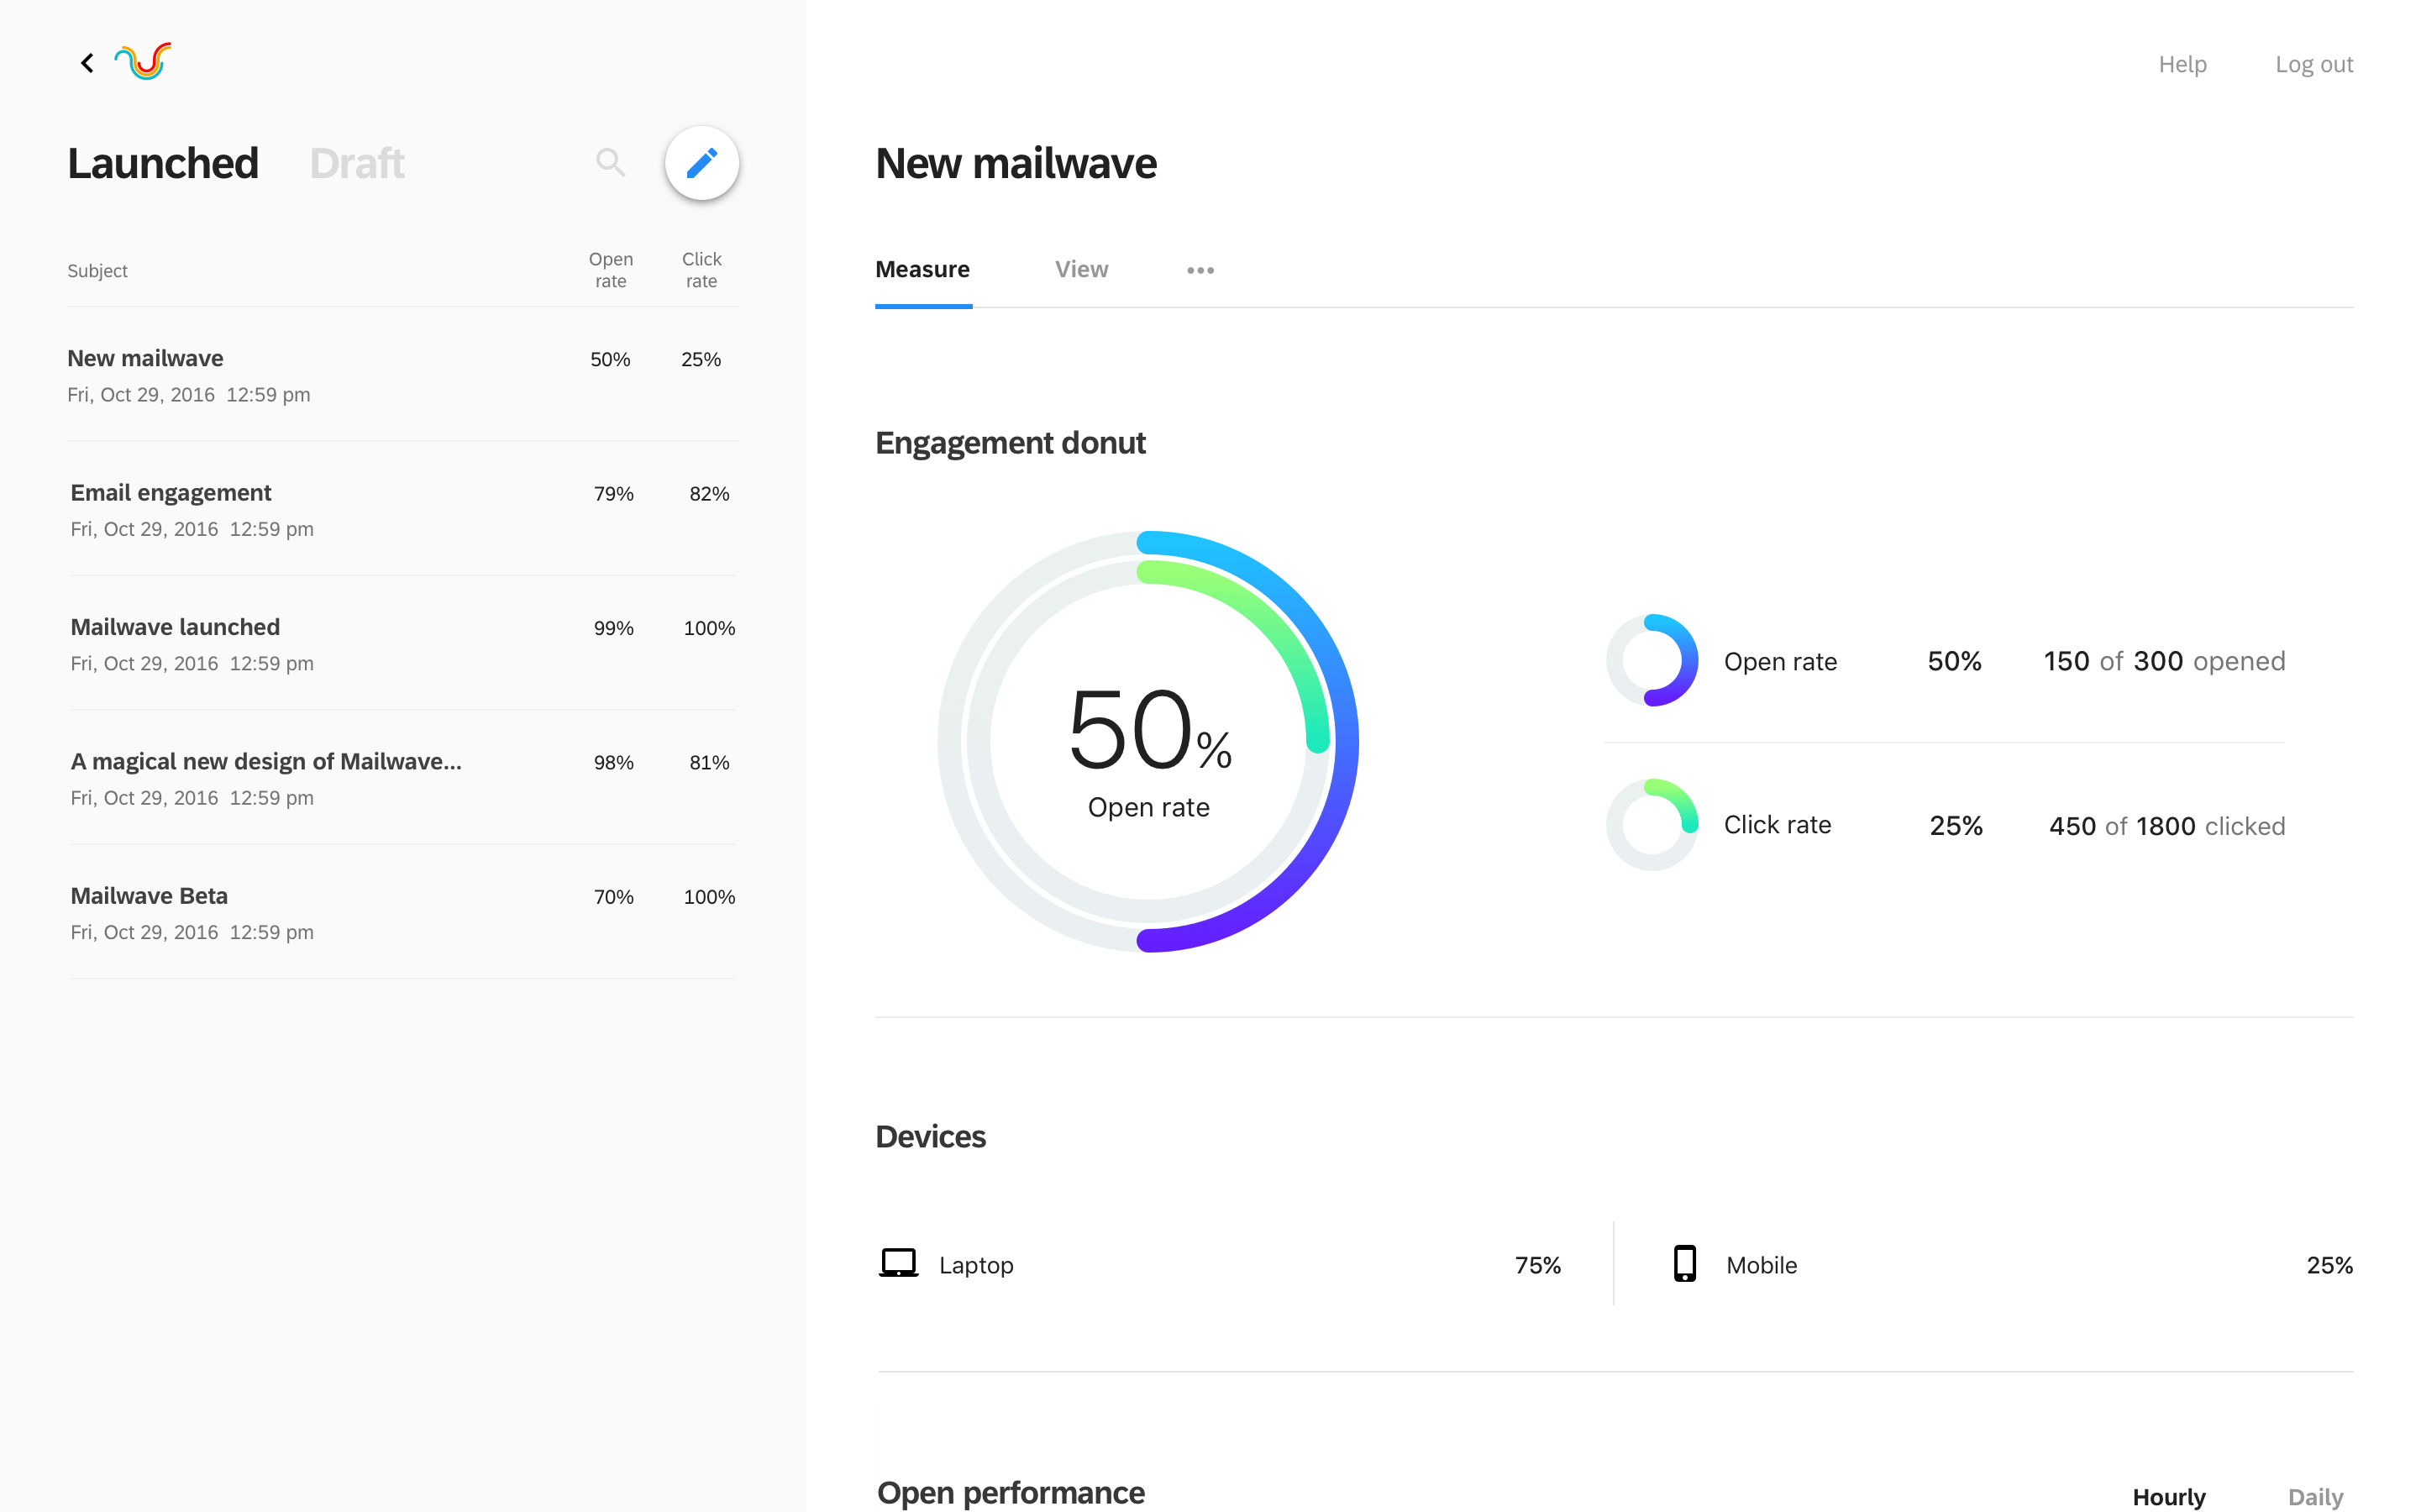 Help Log out
Launched Draft
New mailwave
Subject
Open
rate
Click
rate
Measure View
New mailwave 50% 25%
Fri, Oct 29, 2016 12:59 pm
Email engagement 79% 82%
Fri, Oct 29, 2016 12:59 pm
Mailwave launched 99% 100%
Fri, Oct 29, 2016 12:59 pm
A magical new design of Mailwave... 98% 81%
Fri, Oct 29, 2016 12:59 pm
Mailwave Beta 70% 100%
Fri, Oct 29, 2016 12:59 pm
Engagement donut
50%
Open rate
Open rate 50% 150 of 300 opened
Click rate 25% 450 of 1800 clicked
Devices
Laptop 75%
Mobile 25%
Open performance
Hourly Daily